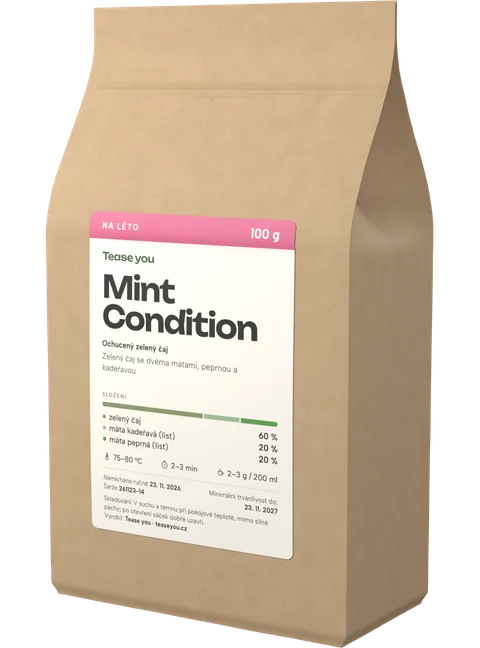 NA LÉTO
100 g
Tease you
Mint
Condition
Ochucený zelený čaj
Zelený čaj se dvěma mátami, peprnou a
kadeřavou
SLOŽENÍ
zelený čaj 60 %
máta kadeřavá (list) 20 %
máta peprná (list) 20 %
75–80 °C 2–3 min 2–3 g / 200 ml
Namícháno ručně 23. 11. 2026
Šarže 261123-14
Minimální trvanlivost do:
23. 11. 2027
Skladování: V suchu a temnu při pokojové teplotě, mimo silné
pachy, po otevření sáček dobře uzavři.
Vyrobil: Tease you · teaseyou.cz